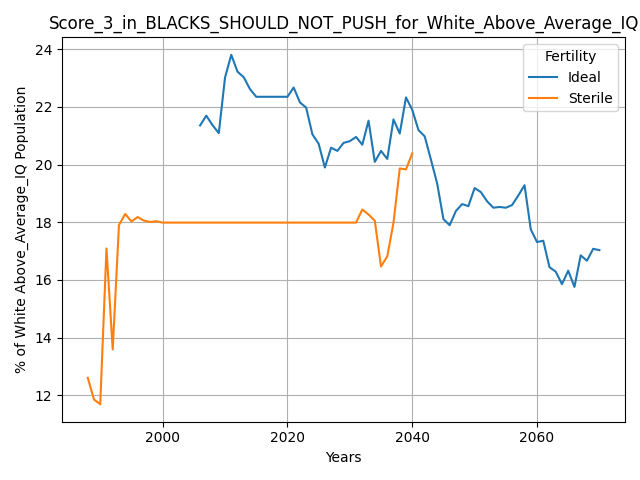 Score_3_in_BLACKS_SHOULD_NOT_PUSH_for_White_Above_Average_IQ
24
22
20
18
16
14
12
% of White Above_Average_IQ Population
Fertility
Ideal
Sterile
2000
2020
2040
2060
Years